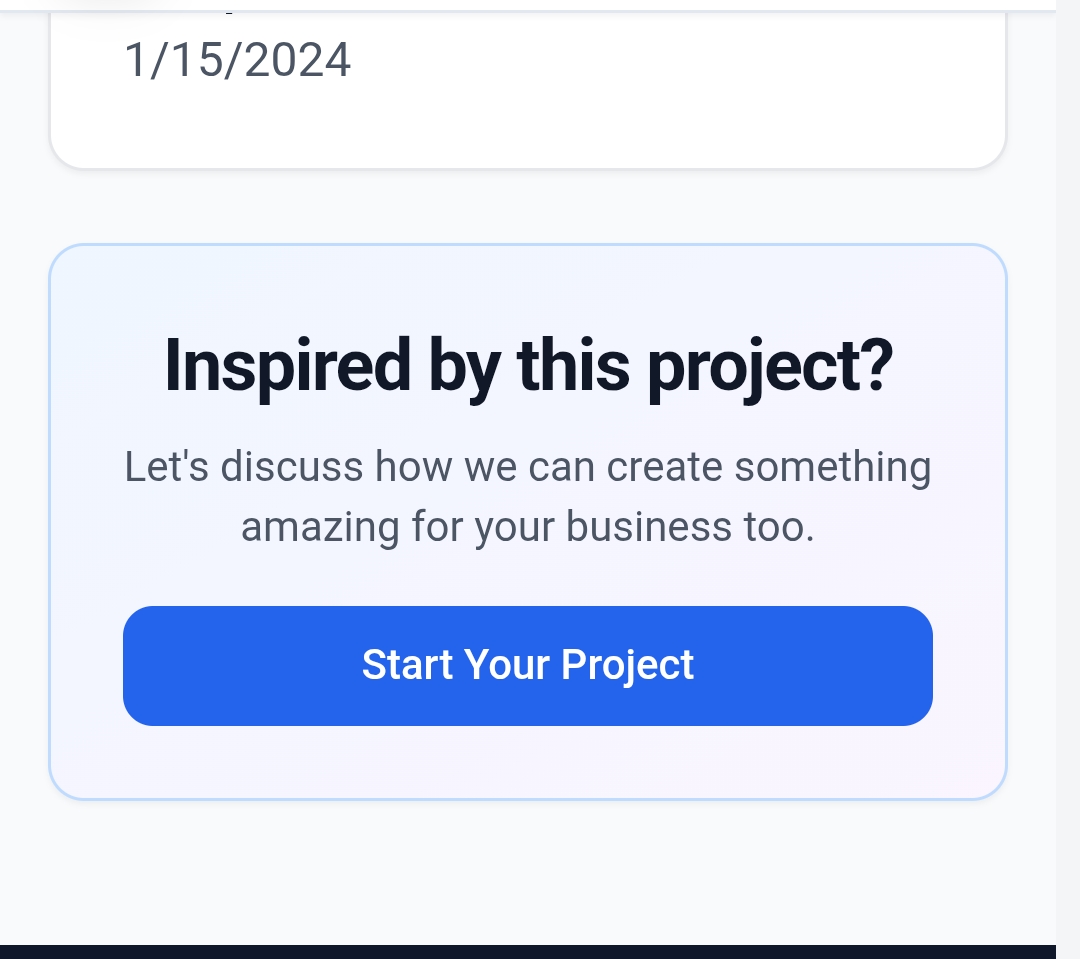 1/15/2024
Inspired by this project?
Let's discuss how we can create something
amazing for your business too.
Start Your Project